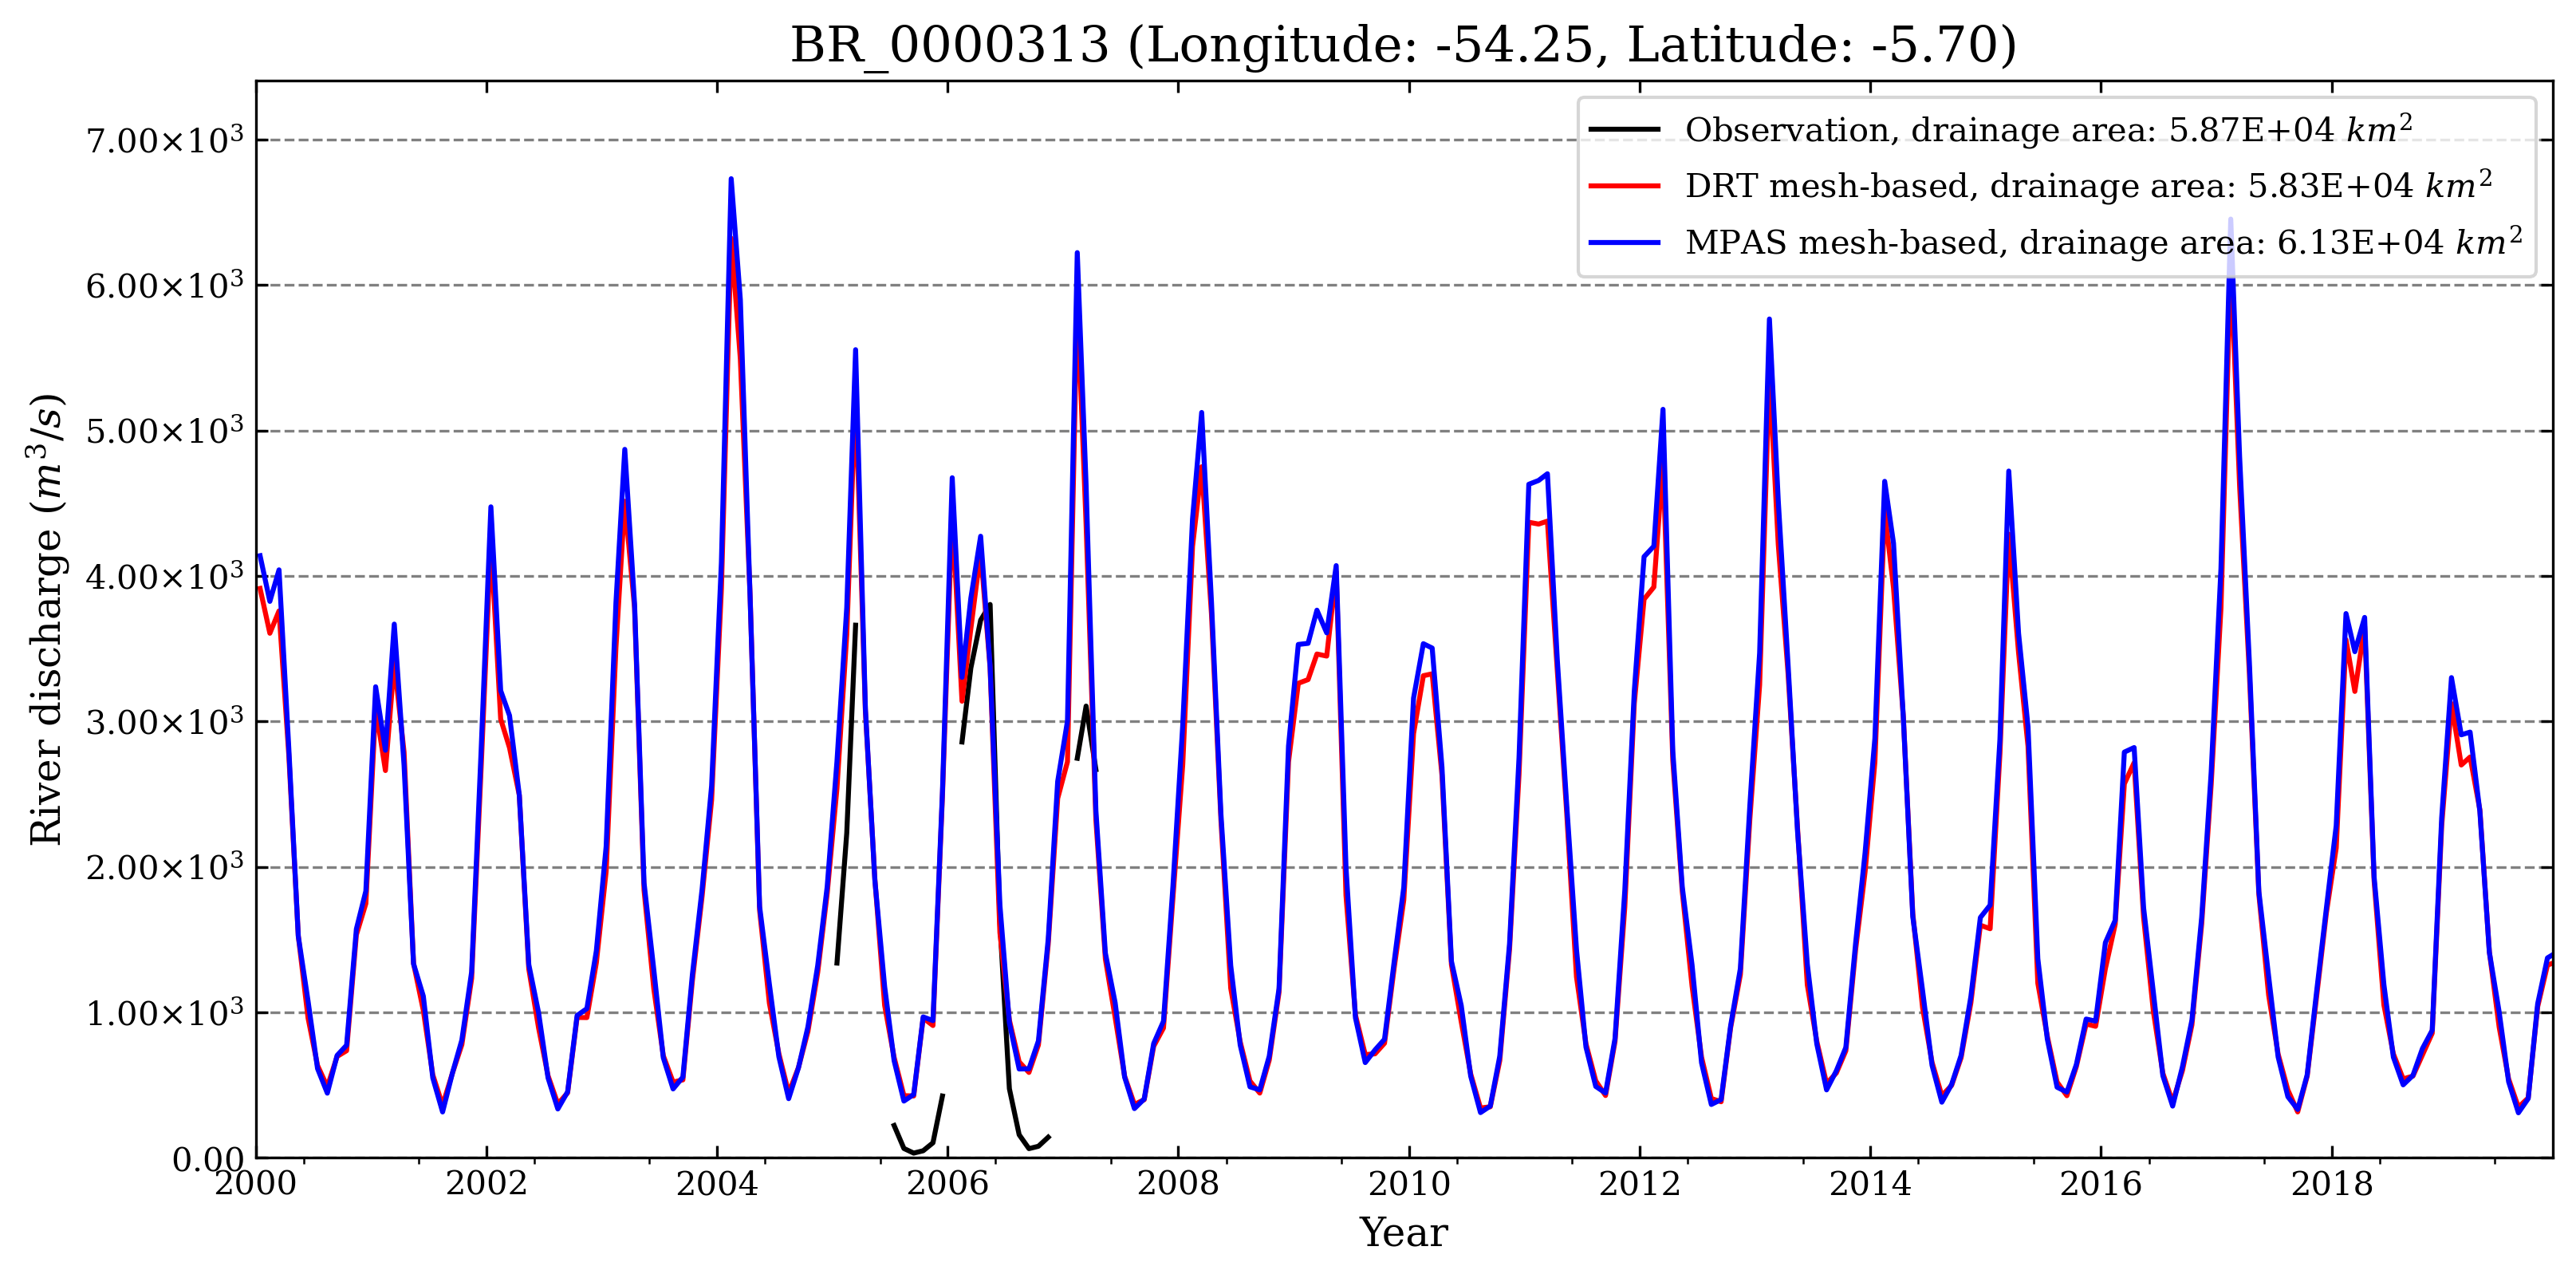 BR_0000313 (Longitude: -54.25, Latitude: -5.70)
Observation, drainage area: 5.87E+04 km²
DRT mesh-based, drainage area: 5.83E+04 km²
MPAS mesh-based, drainage area: 6.13E+04 km²
River discharge (m³/s)
7.00×10³
6.00×10³
5.00×10³
4.00×10³
3.00×10³
2.00×10³
1.00×10³
0.00
2000 2002 2004 2006 2008 2010 2012 2014 2016 2018
Year